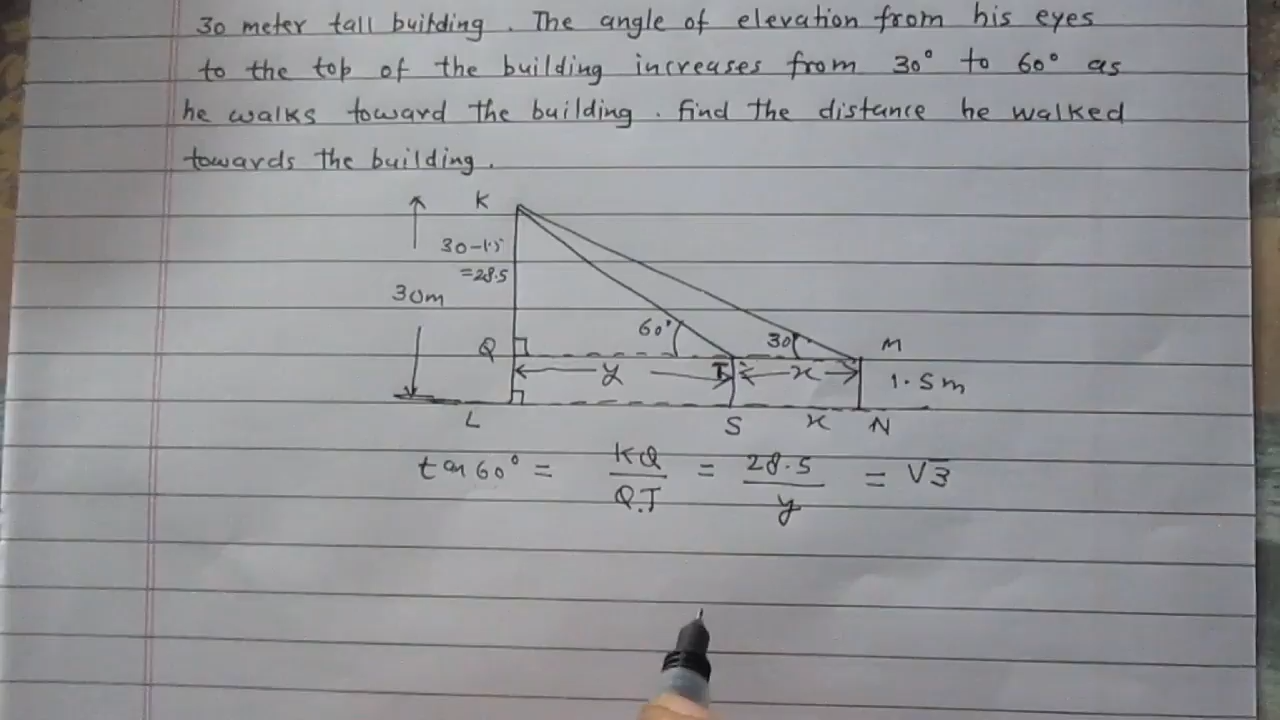 30 meter tall building. The angle of elevation from his eyes
to the top of the building increases from 30° to 60° as
he walks toward the building. Find the distance he walked
towards the building.
K
30-1.5
=28.5
30m
60°
30
Q
M
y
T
x
1.5m
L
S
x
N
tan 60° = KQ/QT = 28.5/y = √3